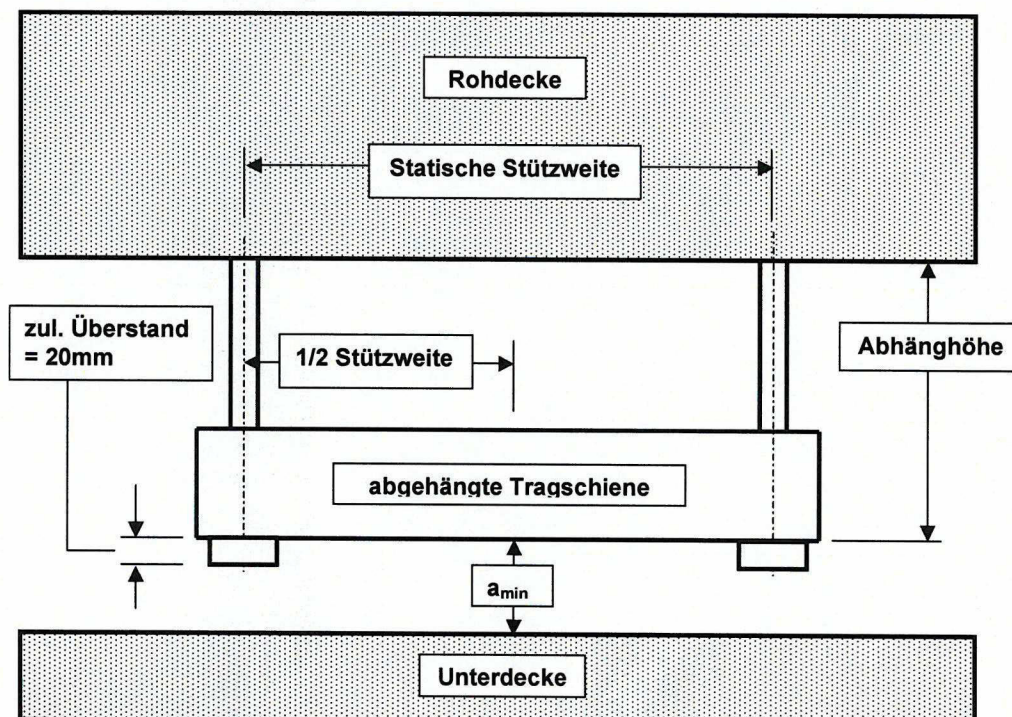 Rohdecke
Statische Stützweite
zul. Überstand
= 20mm
1/2 Stützweite
Abhänghöhe
abgehängte Tragschiene
amin
Unterdecke